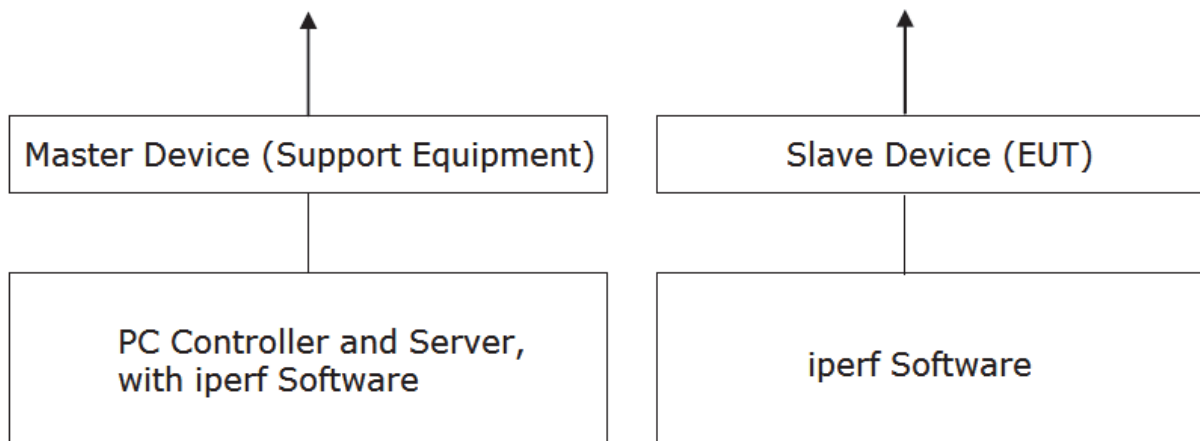 Master Device (Support Equipment)
Slave Device (EUT)
PC Controller and Server,
with iperf Software
iperf Software